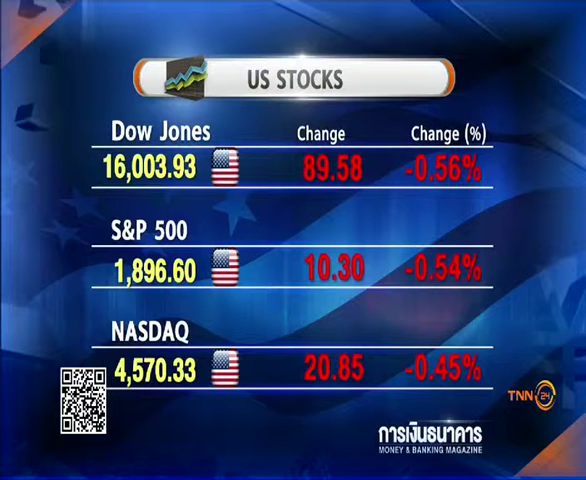 US STOCKS
Dow Jones Change Change (%)
16,003.93 89.58 -0.56%
S&P 500
1,896.60 10.30 -0.54%
NASDAQ
4,570.33 20.85 -0.45%
TNN 24
การเงินธนาคาร
MONEY & BANKING MAGAZINE